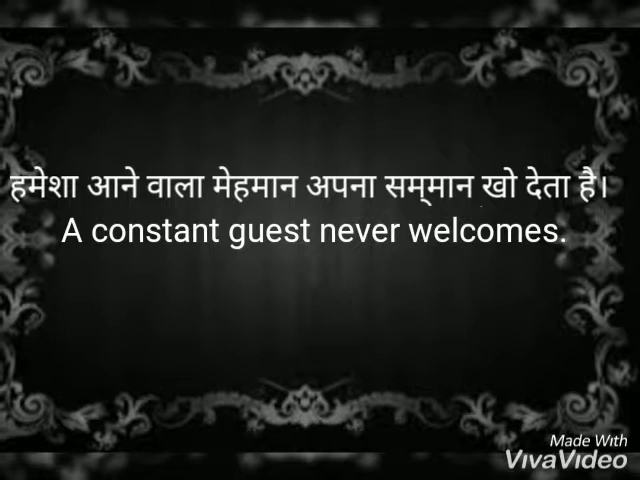 हमेशा आने वाला मेहमान अपना सम्मान खो देता है।
A constant guest never welcomes.
Made With
VivaVideo